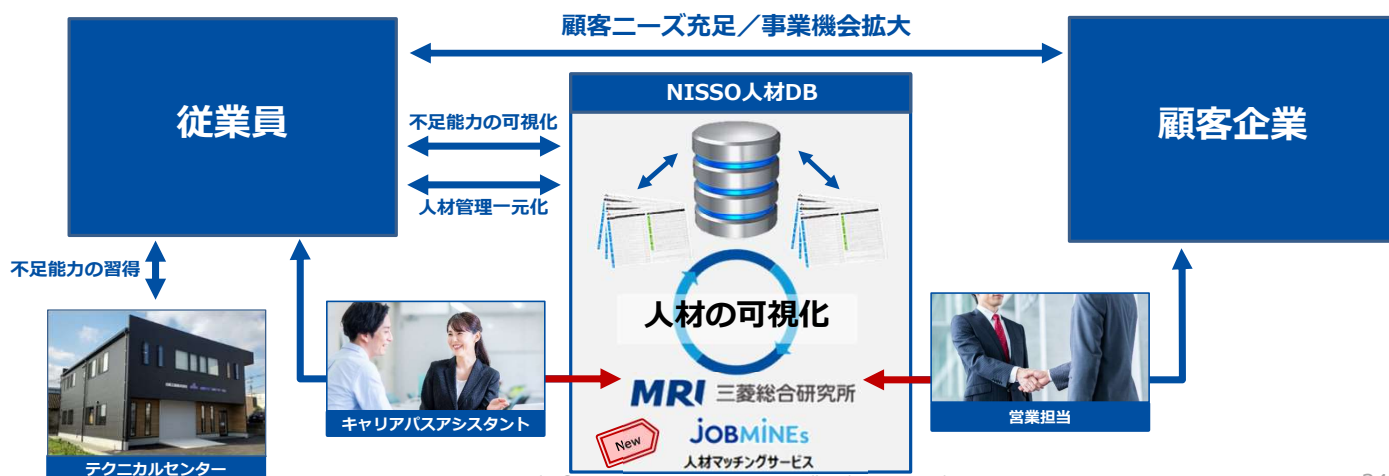 顧客ニーズ充足／事業機会拡大
従業員
顧客企業
NISSO人材DB
不足能力の可視化
人材管理一元化
不足能力の習得
人材の可視化
MRI 三菱総合研究所
New
JOBMINEs
人材マッチングサービス
キャリアパスアシスタント
営業担当
テクニカルセンター